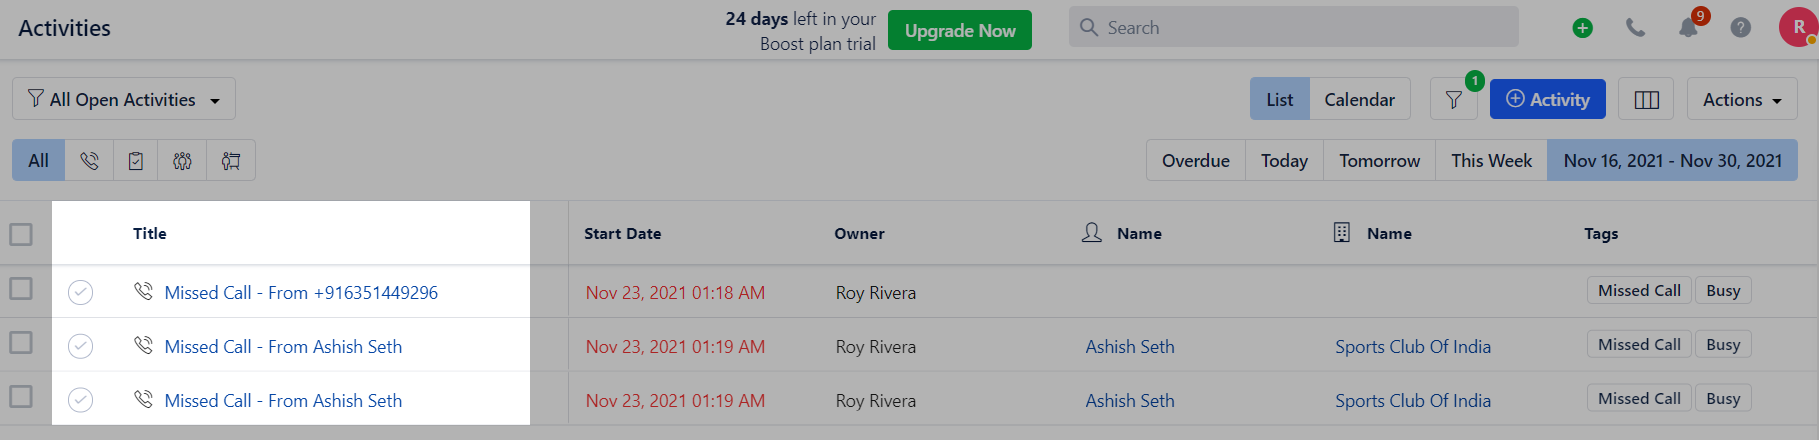 Activities
24 days left in your
Boost plan trial
Upgrade Now
Search
9
?
R
All Open Activities
List
Calendar
1
Activity
Actions
All
Overdue
Today
Tomorrow
This Week
Nov 16, 2021 - Nov 30, 2021
Title Start Date Owner Name Name Tags
Missed Call - From +916351449296 Nov 23, 2021 01:18 AM Roy Rivera Missed Call Busy
Missed Call - From Ashish Seth Nov 23, 2021 01:19 AM Roy Rivera Ashish Seth Sports Club Of India Missed Call Busy
Missed Call - From Ashish Seth Nov 23, 2021 01:19 AM Roy Rivera Ashish Seth Sports Club Of India Missed Call Busy